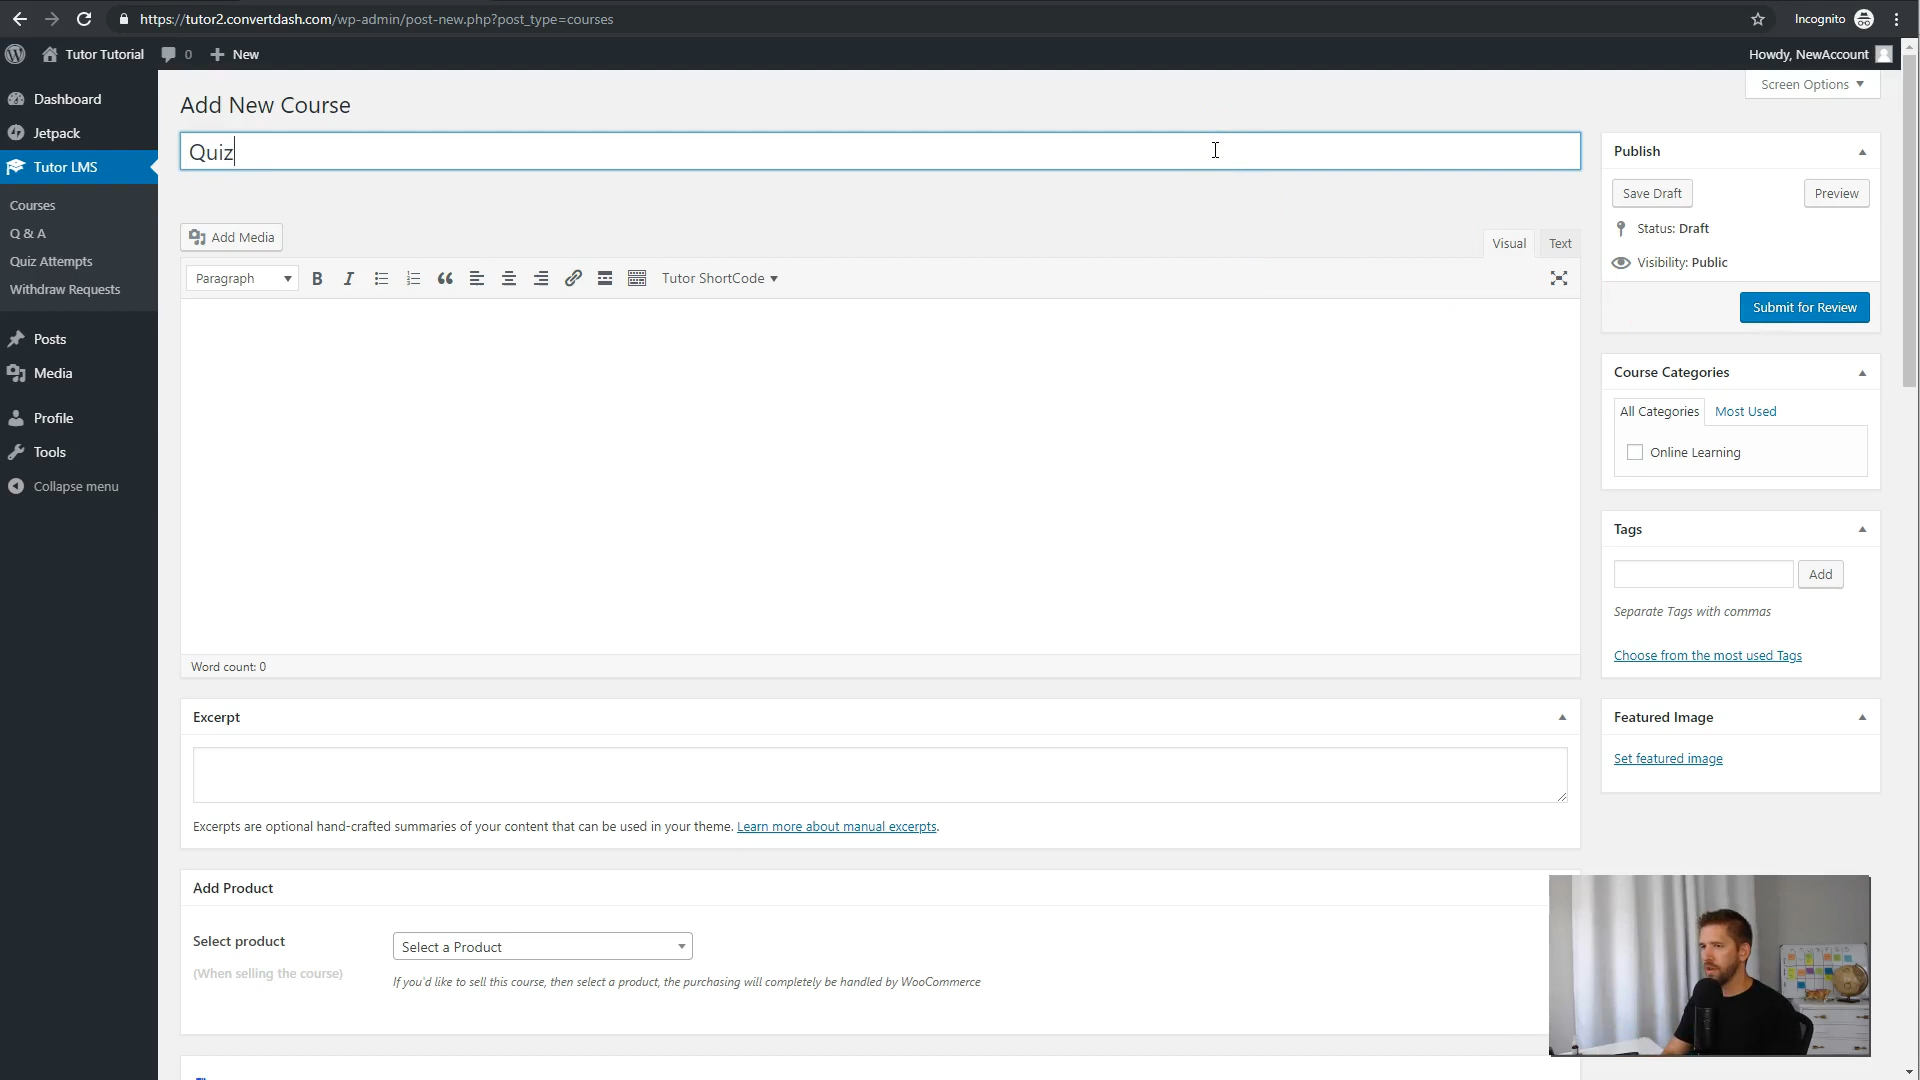 https://tutor2.convertdash.com/wp-admin/post-new.php?post_type=courses
Incognito
Tutor Tutorial
0
New
Howdy, NewAccount
Dashboard
Jetpack
Tutor LMS
Courses
Q & A
Quiz Attempts
Withdraw Requests
Posts
Media
Profile
Tools
Collapse menu
Screen Options
Add New Course
Quiz
Add Media
Visual
Text
Paragraph
B
I
Tutor ShortCode
Word count: 0
Excerpt
Excerpts are optional hand-crafted summaries of your content that can be used in your theme. Learn more about manual excerpts.
Add Product
Select product
(When selling the course)
Select a Product
If you'd like to sell this course, then select a product, the purchasing will completely be handled by WooCommerce
Publish
Save Draft
Preview
Status: Draft
Visibility: Public
Submit for Review
Course Categories
All Categories
Most Used
Online Learning
Tags
Add
Separate Tags with commas
Choose from the most used Tags
Featured Image
Set featured image